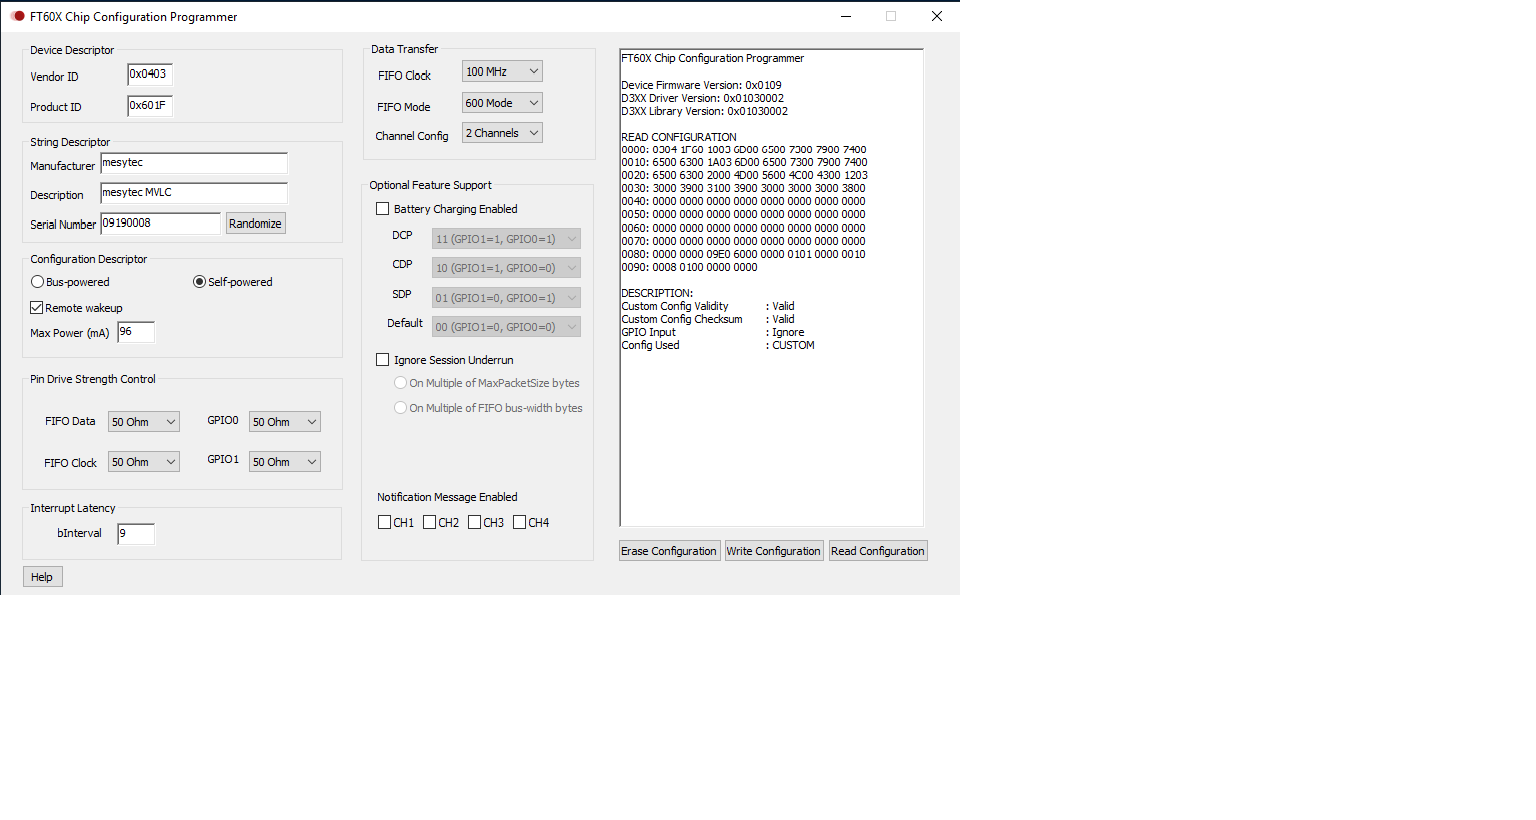 FT60X Chip Configuration Programmer
Device Descriptor
Vendor ID 0x0403
Product ID 0x601F
String Descriptor
Manufacturer mesytec
Description mesytec MVLC
Serial Number 09190008 Randomize
Configuration Descriptor
Bus-powered Self-powered
Remote wakeup
Max Power (mA) 96
Pin Drive Strength Control
FIFO Data 50 Ohm GPIO0 50 Ohm
FIFO Clock 50 Ohm GPIO1 50 Ohm
Interrupt Latency
bInterval 9
Help
Data Transfer
FIFO Clock 100 MHz
FIFO Mode 600 Mode
Channel Config 2 Channels
Optional Feature Support
Battery Charging Enabled
DCP 11 (GPIO1=1, GPIO0=1)
CDP 10 (GPIO1=1, GPIO0=0)
SDP 01 (GPIO1=0, GPIO0=1)
Default 00 (GPIO1=0, GPIO0=0)
Ignore Session Underrun
On Multiple of MaxPacketSize bytes
On Multiple of FIFO bus-width bytes
Notification Message Enabled
CH1 CH2 CH3 CH4
FT60X Chip Configuration Programmer
Device Firmware Version: 0x0109
D3XX Driver Version: 0x01030002
D3XX Library Version: 0x01030002
READ CONFIGURATION
0000: 0304 1F60 1003 6D00 6500 7300 7900 7400
0010: 6500 6300 1A03 6D00 6500 7300 7900 7400
0020: 6500 6300 2000 4D00 5600 4C00 4300 1203
0030: 3000 3900 3100 3900 3000 3000 3000 3800
0040: 0000 0000 0000 0000 0000 0000 0000 0000
0050: 0000 0000 0000 0000 0000 0000 0000 0000
0060: 0000 0000 0000 0000 0000 0000 0000 0000
0070: 0000 0000 0000 0000 0000 0000 0000 0000
0080: 0000 0000 09E0 6000 0000 0101 0000 0010
0090: 0008 0100 0000 0000
DESCRIPTION:
Custom Config Validity : Valid
Custom Config Checksum : Valid
GPIO Input : Ignore
Config Used : CUSTOM
Erase Configuration Write Configuration Read Configuration